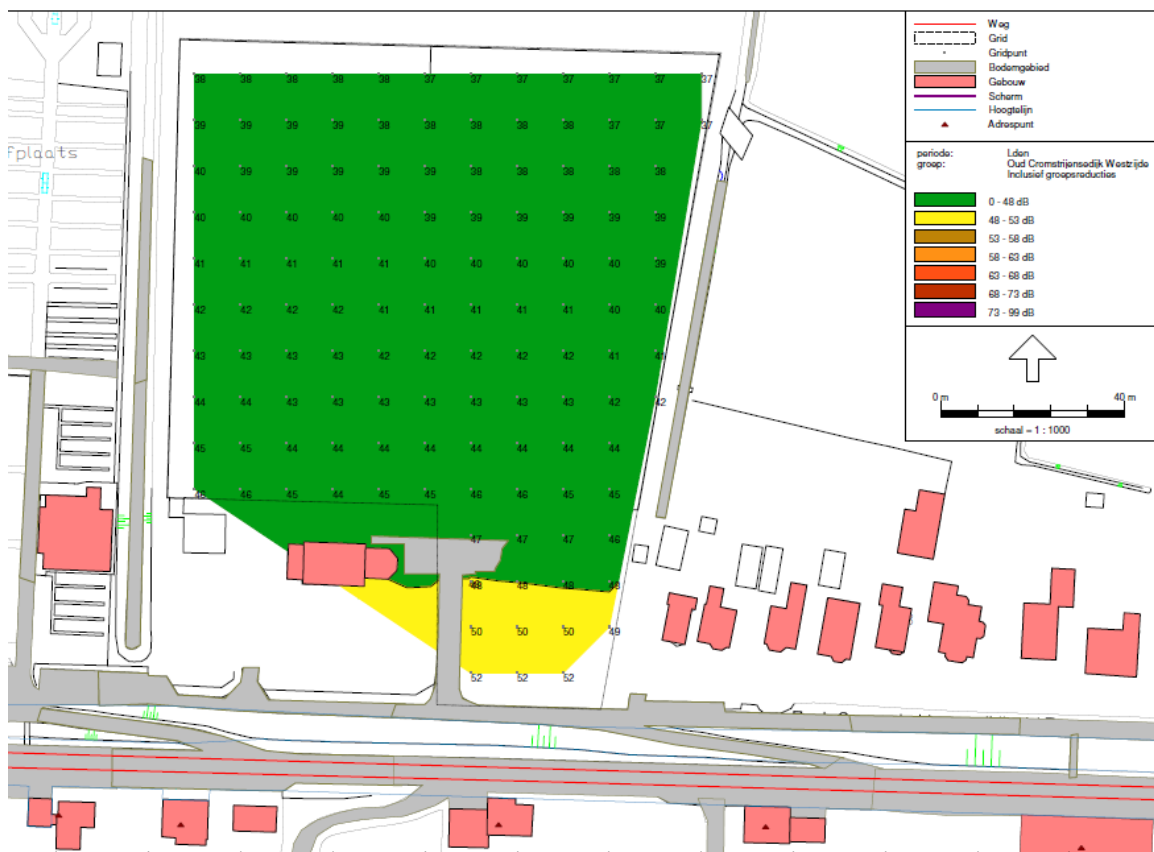 fplaats
38 38 38 38 38 37 37 37 37 37 37 37
39 39 39 39 38 38 38 38 38 37 37 37
40 39 39 39 39 39 38 38 38 38 38
40 40 40 40 40 39 39 39 39 39 39
41 41 41 41 41 40 40 40 40 40 39
42 42 42 42 41 41 41 41 40 40 40
43 43 43 43 42 42 42 42 42 41
44 44 43 43 43 43 43 43 43 42 42
45 44 44 44 44 44 44 44 44 44
46 46 45 44 45 45 46 46 45 45
47 47 47 46
48 48 48
50 50 50 49
52 52 52
Weg
Grid
Gridpunt
Bodemgebied
Gebouw
Scherm
Hoogtelijn
Adrespunt
periode: Lden
groep: Oud Cromstrijensedijk Westzijde
Inclusief groepsreducties
0 - 48 dB
48 - 53 dB
53 - 58 dB
58 - 63 dB
63 - 68 dB
68 - 73 dB
73 - 99 dB
0 m 40 m
schaal = 1 : 1000